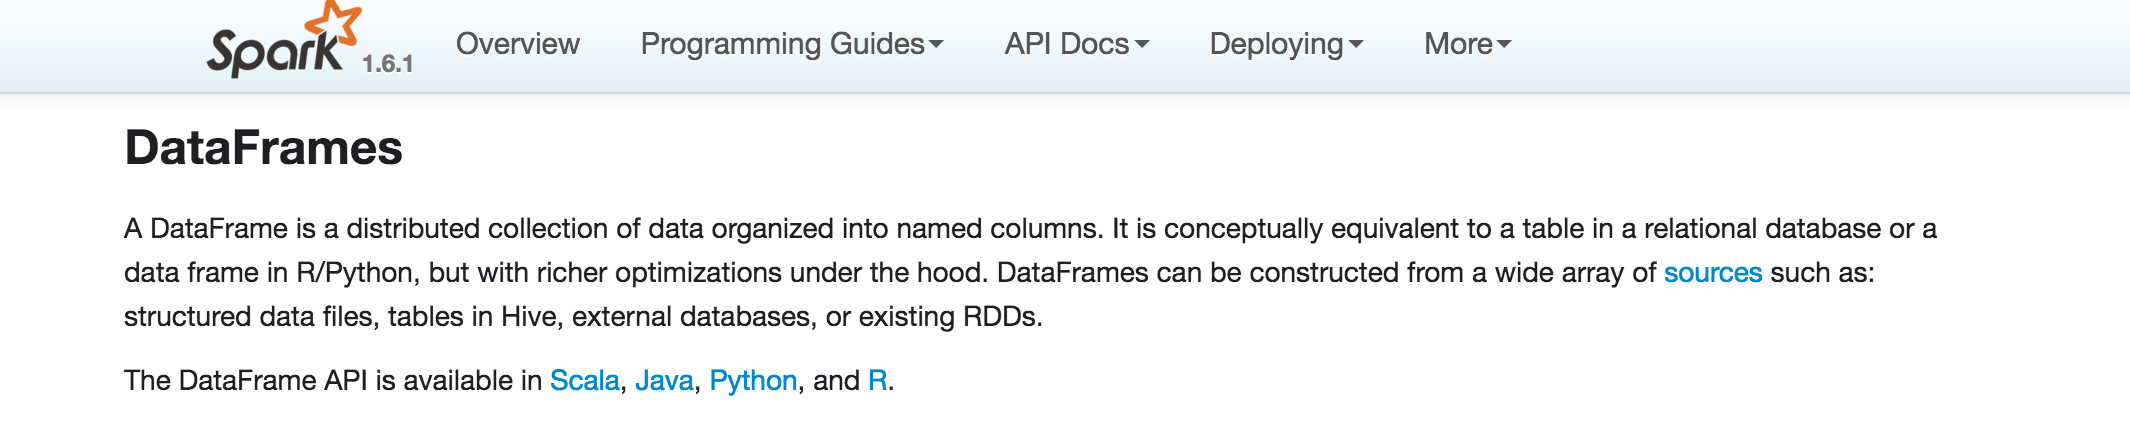 Spark 1.6.1 Overview Programming Guides API Docs Deploying More
DataFrames
A DataFrame is a distributed collection of data organized into named columns. It is conceptually equivalent to a table in a relational database or a
data frame in R/Python, but with richer optimizations under the hood. DataFrames can be constructed from a wide array of sources such as:
structured data files, tables in Hive, external databases, or existing RDDs.
The DataFrame API is available in Scala, Java, Python, and R.